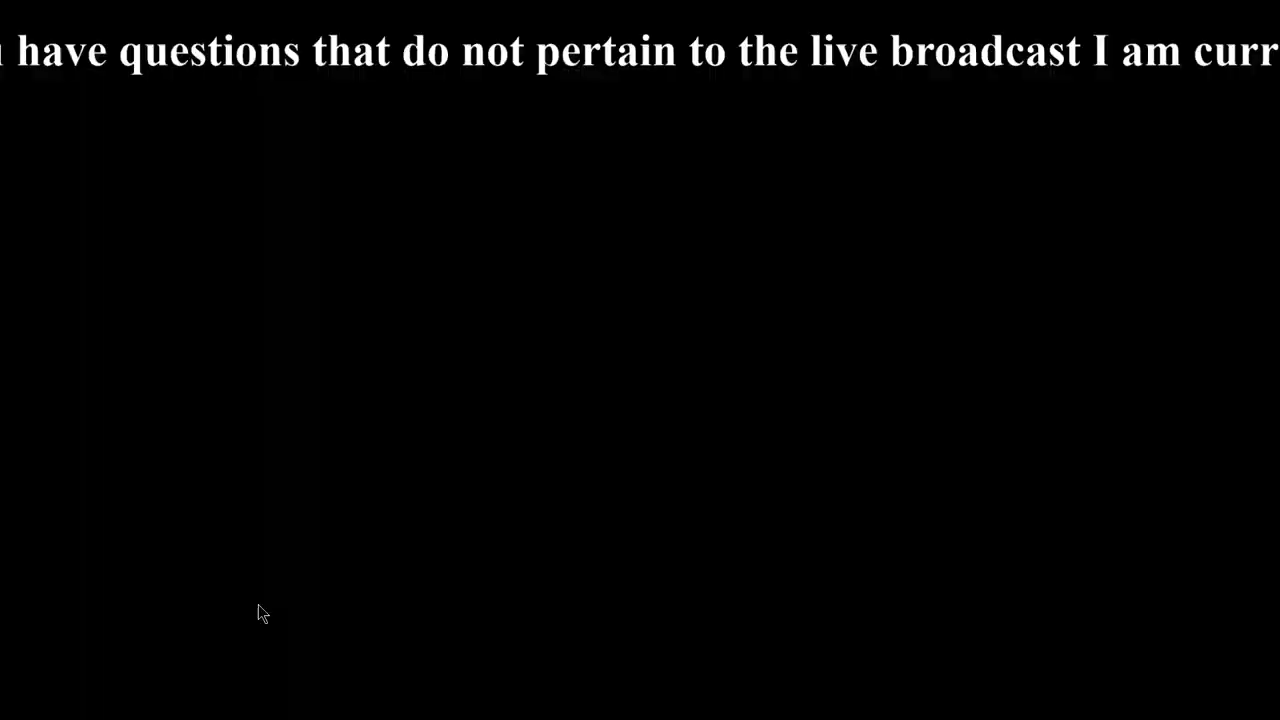 have questions that do not pertain to the live broadcast I am curr